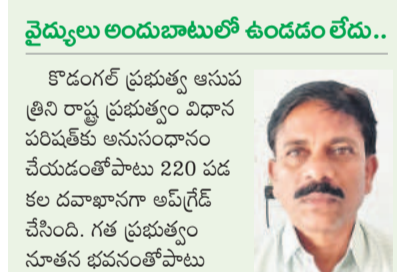 వైద్యులు అందుబాటులో ఉండడం లేదు..
కొడంగల్ ప్రభుత్వ ఆసుప
త్రిని రాష్ట్ర ప్రభుత్వం విధాన
పరిషత్‌కు అనుసంధానం
చేయడంతోపాటు 220 పడ
కల దవాఖానగా అప్‌గ్రేడ్
చేసింది. గత ప్రభుత్వం
నూతన భవనంతోపాటు